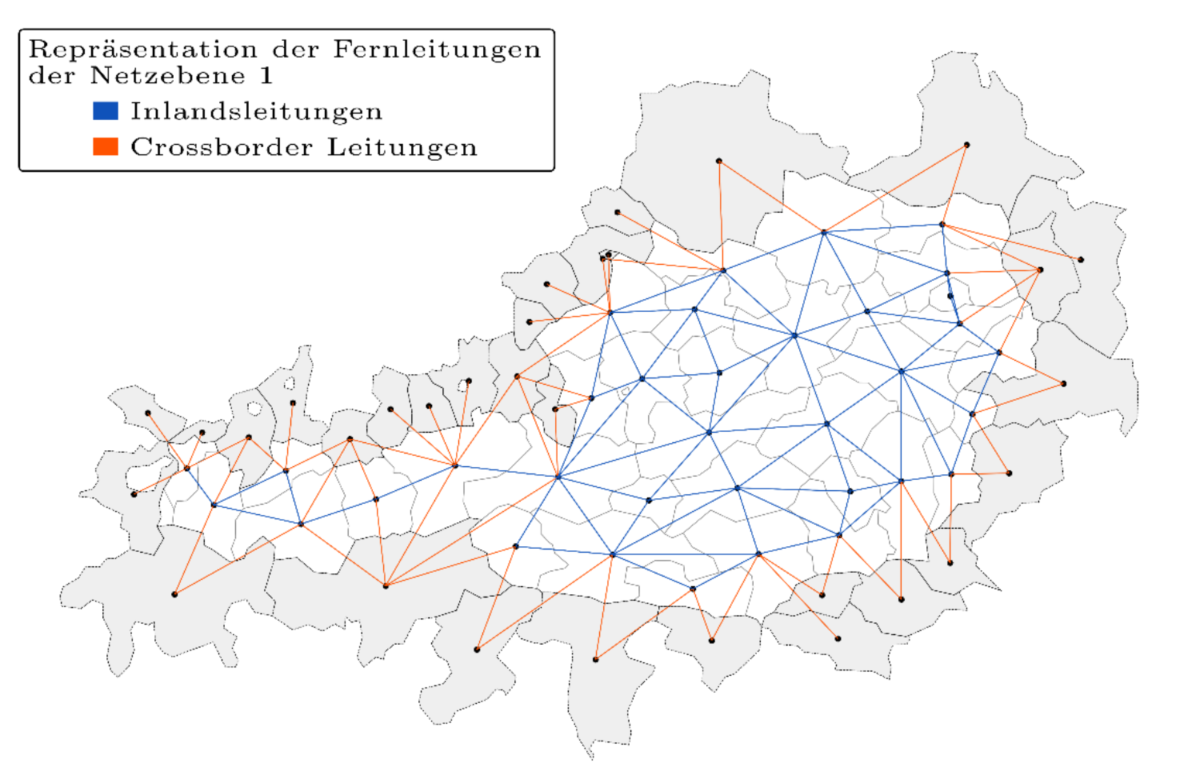 Repräsentation der Fernleitungen
der Netzebene 1
Inlandsleitungen
Crossborder Leitungen